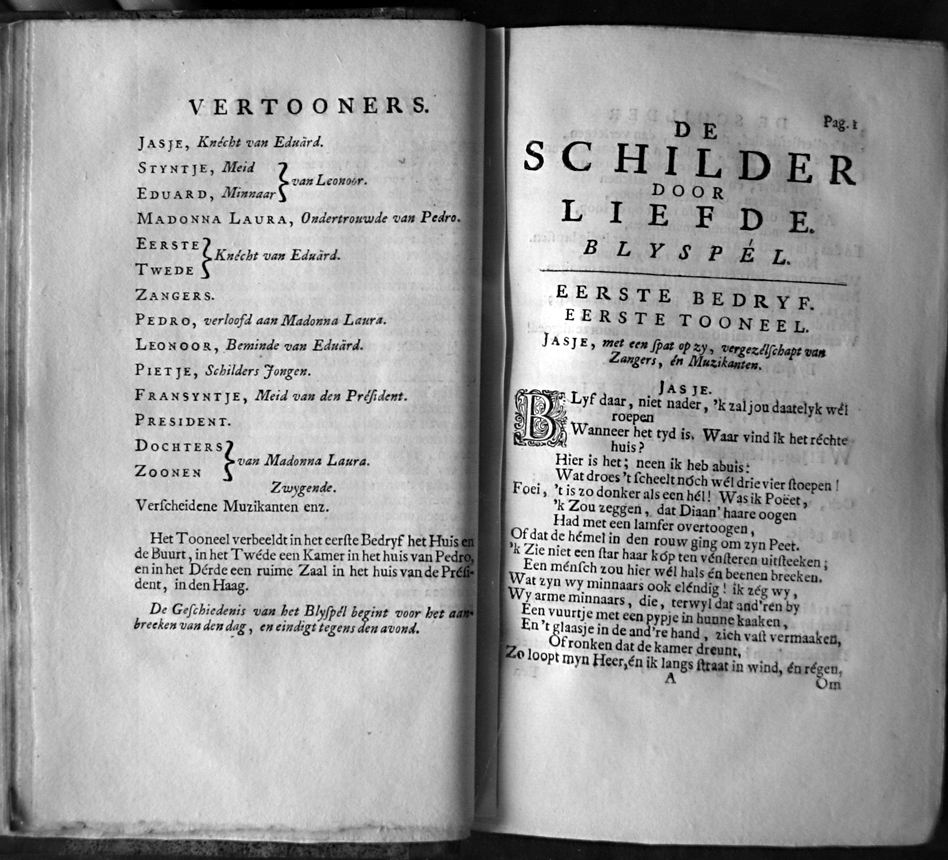 VERTOONERS.
JASJE, Knécht van Eduärd.
STYNTJE, Meid
EDUARD, Minnaar } van Leonoor.
MADONNA LAURA, Ondertrouwde van Pedro.
EERSTE
TWEDE } Knécht van Eduärd.
ZANGERS.
PEDRO, verloofd aan Madonna Laura.
LEONOOR, Beminde van Eduärd.
PIETJE, Schilders Jongen.
FRANSYNTJE, Meid van den Préſident.
PRESIDENT.
DOCHTERS
ZOONEN } van Madonna Laura.
Zwygende.
Verſcheidene Muzikanten enz.
Het Tooneel verbeeldt in het eerſte Bedryf het Huis en
de Buurt, in het Twéde een Kamer in het huis van Pedro,
en in het Dérde een ruime Zaal in het huis van de Préſi-
dent, in den Haag.
De Geſchiedenis van het Blyſpél begint voor het aan-
breeken van den dag, en eindigt tegens den avond.
Pag. 1
DE
SCHILDER
DOOR
LIEFDE.
BLYSPÉL.
EERSTE BEDRYF.
EERSTE TOONEEL.
JASJE, met een ſpat op zy, vergezélſchapt van
Zangers, én Muzikanten.
JASJE.
BLyf daar, niet nader, 'k zal jou daatelyk wél
roepen
Wanneer het tyd is. Waar vind ik het réchte
huis?
Hier is het; neen ik heb abuis:
Wat droes 't ſcheelt nóch wél drie vier ſtoepen!
Foei, 't is zo donker als een hél! Was ik Poëet,
'k Zou zeggen, dat Diaan' haare oogen
Had met een lamfer overtoogen,
Of dat de hémel in den rouw ging om zyn Peet.
'k Zie niet een ſtar haar kóp ten vénſteren uitſteeken;
Een ménſch zou hier wél hals én beenen breeken.
Wat zyn wy minnaars ook eléndig! ik zég wy,
Wy arme minnaars, die, terwyl dat and'ren by
Een vuurtje met een pypje in hunne kaaken,
En 't glaasje in de and're hand, zich vaſt vermaaken,
Of ronken dat de kamer dreunt,
Zo loopt myn Heer, én ik langs ſtraat in wind, én régen,
A
Om